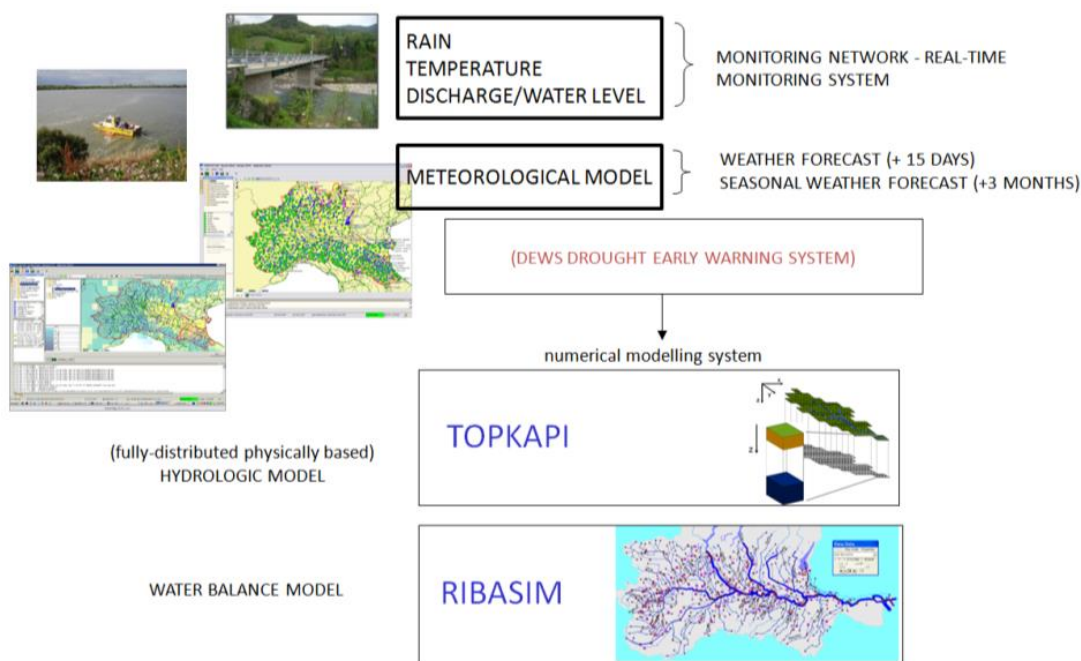 RAIN
TEMPERATURE
DISCHARGE/WATER LEVEL
MONITORING NETWORK - REAL-TIME
MONITORING SYSTEM
METEOROLOGICAL MODEL
WEATHER FORECAST (+ 15 DAYS)
SEASONAL WEATHER FORECAST (+3 MONTHS)
(DEWS DROUGHT EARLY WARNING SYSTEM)
numerical modelling system
TOPKAPI
(fully-distributed physically based)
HYDROLOGIC MODEL
WATER BALANCE MODEL
RIBASIM